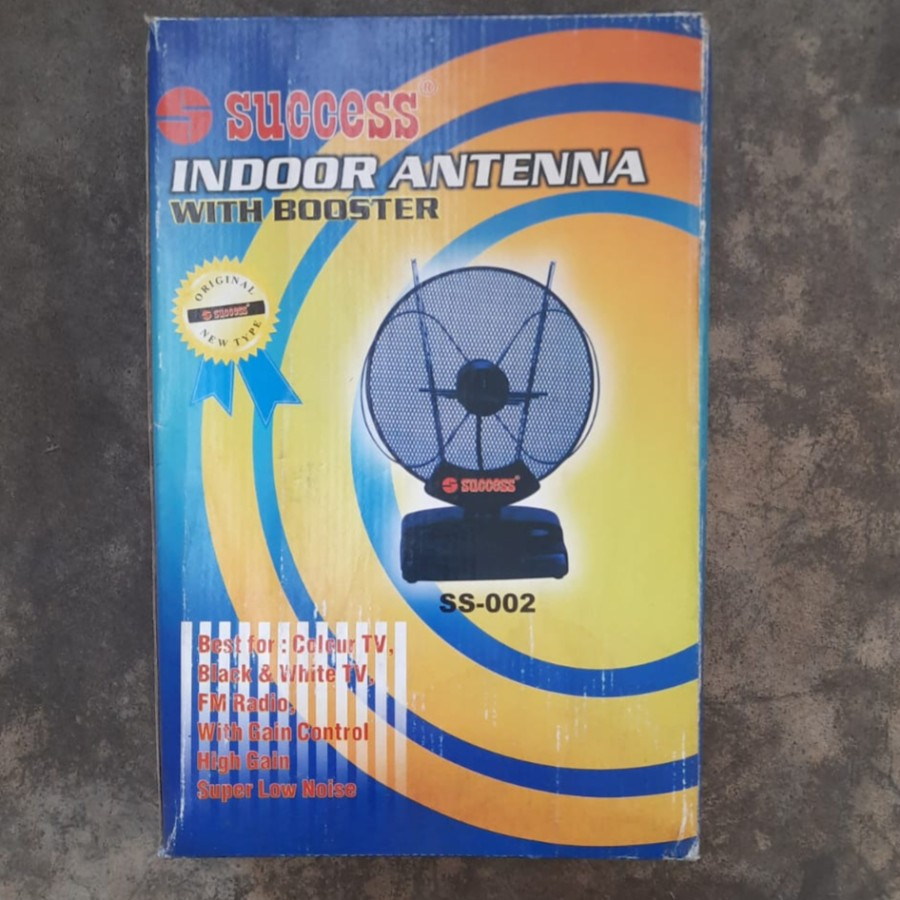 success®
INDOOR ANTENNA
WITH BOOSTER
ORIGINAL
success
NEW TYPE
success
SS-002
Best for : Colour TV,
Black & White TV,
FM Radio,
With Gain Control
High Gain
Super Low Noise